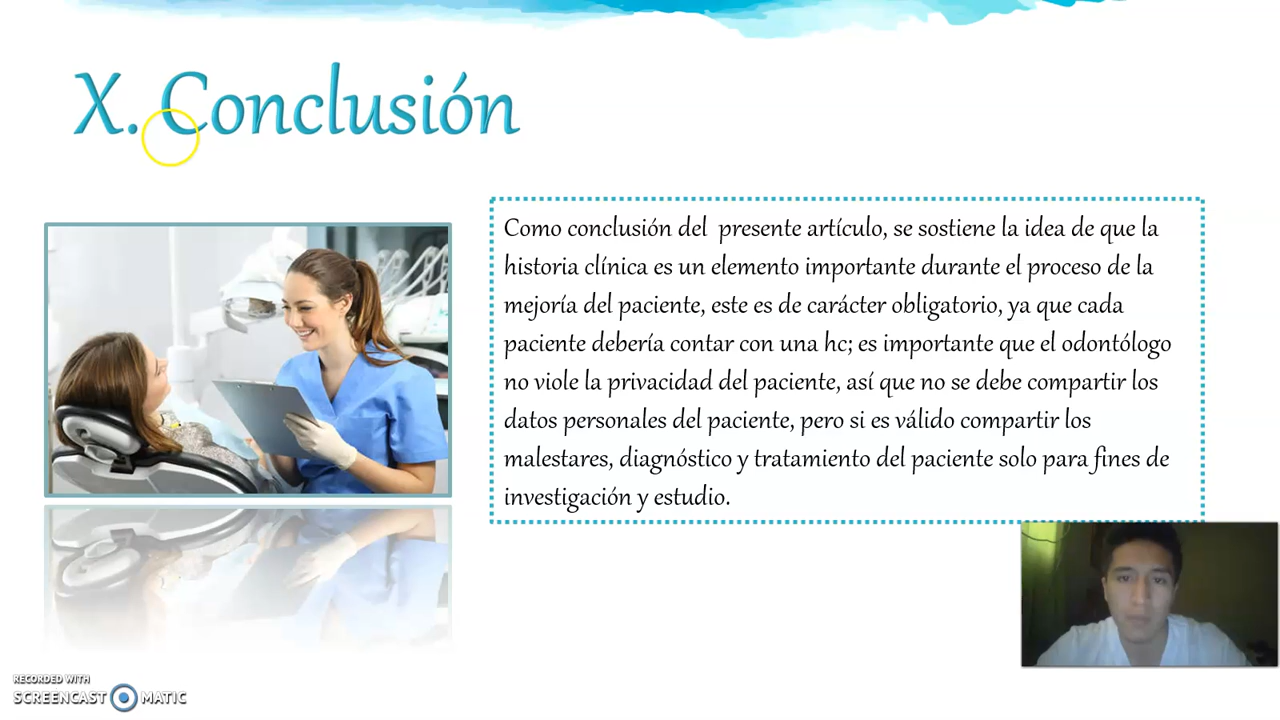 X. Conclusión
Como conclusión del  presente artículo, se sostiene la idea de que la
historia clínica es un elemento importante durante el proceso de la
mejoría del paciente, este es de carácter obligatorio, ya que cada
paciente debería contar con una hc; es importante que el odontólogo
no viole la privacidad del paciente, así que no se debe compartir los
datos personales del paciente, pero si es válido compartir los
malestares, diagnóstico y tratamiento del paciente solo para fines de
investigación y estudio.
RECORDED WITH
SCREENCAST MATIC